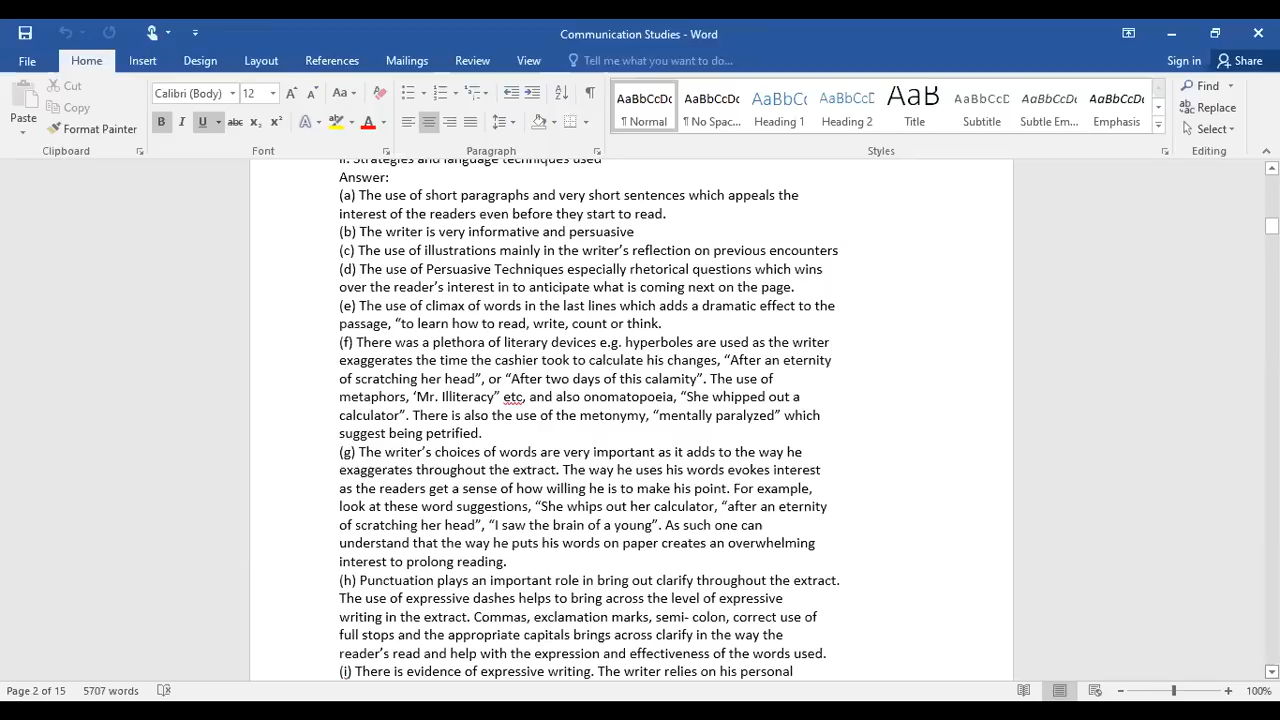 Communication Studies - Word
File Home Insert Design Layout References Mailings Review View Tell me what you want to do... Sign in Share
Paste Cut Copy Format Painter
Clipboard
Calibri (Body) 12 Aa
B I U abc x₂ x² A A
Font
Paragraph
AaBbCcDc AaBbCcDc AaBbCc AaBbCcC AaB AaBbCcD AaBbCcDc AaBbCcDc
¶ Normal ¶ No Spac... Heading 1 Heading 2 Title Subtitle Subtle Em... Emphasis
Styles
Find
Replace
Select
Editing
II. Strategies and language techniques used
Answer:
(a) The use of short paragraphs and very short sentences which appeals the
interest of the readers even before they start to read.
(b) The writer is very informative and persuasive
(c) The use of illustrations mainly in the writer’s reflection on previous encounters
(d) The use of Persuasive Techniques especially rhetorical questions which wins
over the reader’s interest in to anticipate what is coming next on the page.
(e) The use of climax of words in the last lines which adds a dramatic effect to the
passage, “to learn how to read, write, count or think.
(f) There was a plethora of literary devices e.g. hyperboles are used as the writer
exaggerates the time the cashier took to calculate his changes, “After an eternity
of scratching her head”, or “After two days of this calamity”. The use of
metaphors, ‘Mr. Illiteracy” etc, and also onomatopoeia, “She whipped out a
calculator”. There is also the use of the metonymy, “mentally paralyzed” which
suggest being petrified.
(g) The writer’s choices of words are very important as it adds to the way he
exaggerates throughout the extract. The way he uses his words evokes interest
as the readers get a sense of how willing he is to make his point. For example,
look at these word suggestions, “She whips out her calculator, “after an eternity
of scratching her head”, “I saw the brain of a young”. As such one can
understand that the way he puts his words on paper creates an overwhelming
interest to prolong reading.
(h) Punctuation plays an important role in bring out clarify throughout the extract.
The use of expressive dashes helps to bring across the level of expressive
writing in the extract. Commas, exclamation marks, semi- colon, correct use of
full stops and the appropriate capitals brings across clarify in the way the
reader’s read and help with the expression and effectiveness of the words used.
(i) There is evidence of expressive writing. The writer relies on his personal
Page 2 of 15 5707 words 100%